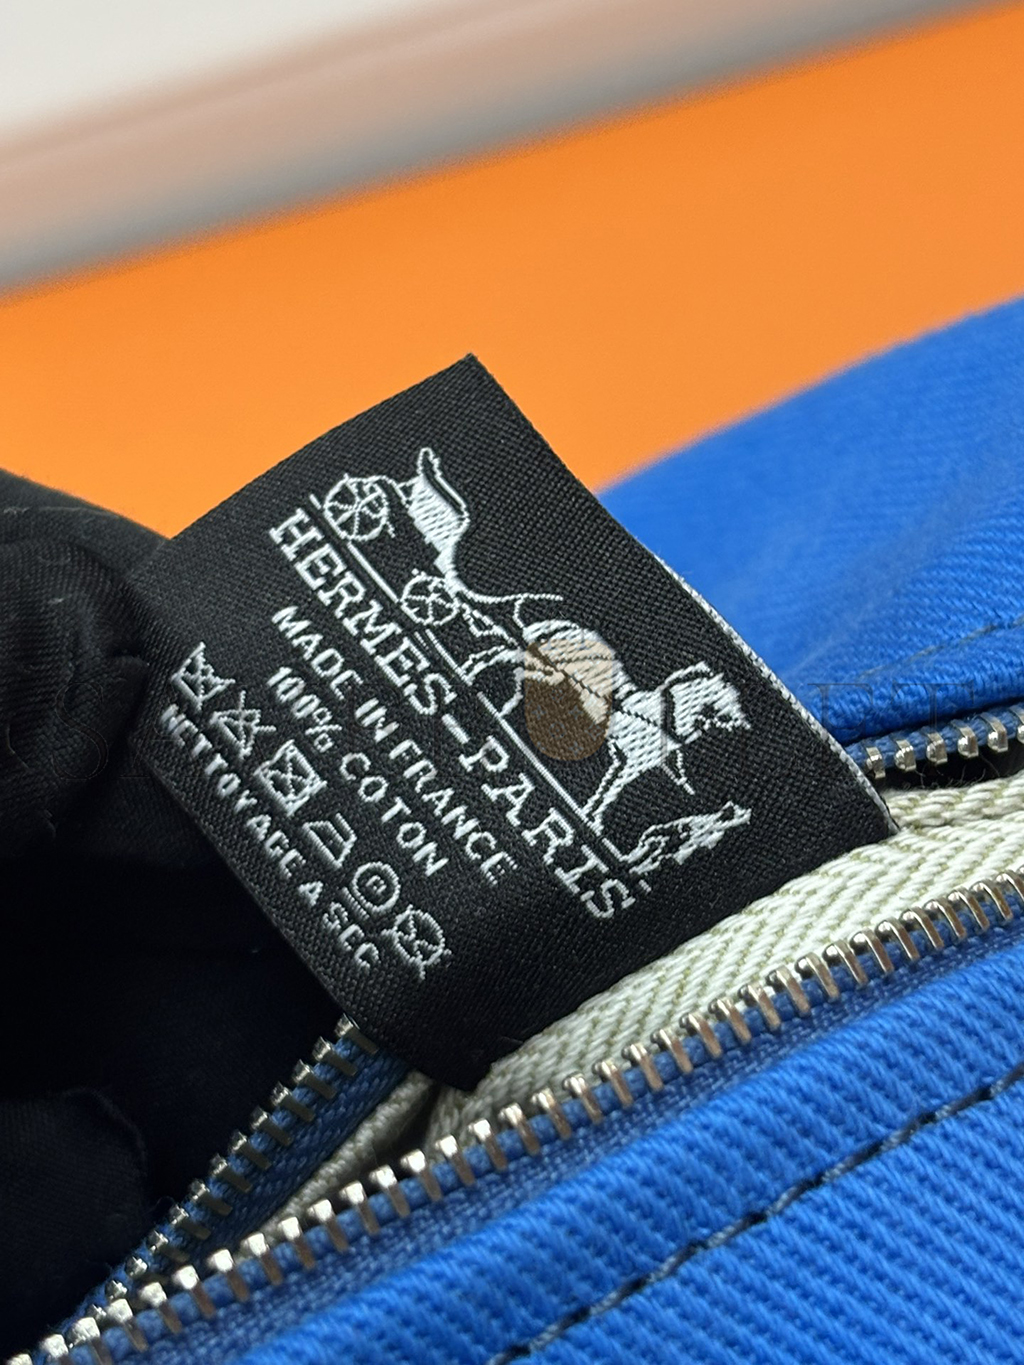 HERMES-PARIS
MADE IN FRANCE
100% COTON
P
NETTOYAGE A SEC